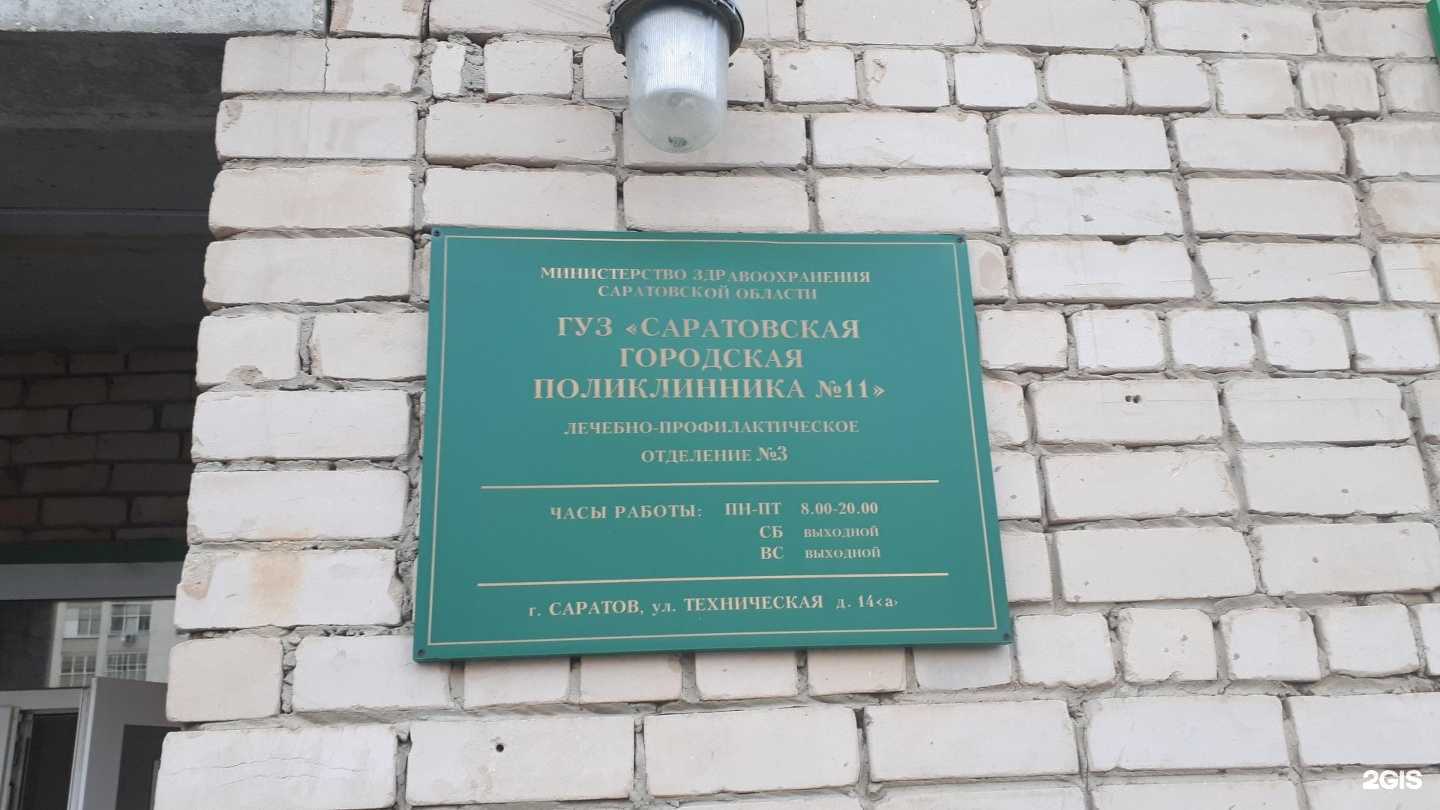 МИНИСТЕРСТВО ЗДРАВООХРАНЕНИЯ
САРАТОВСКОЙ ОБЛАСТИ
ГУЗ «САРАТОВСКАЯ
ГОРОДСКАЯ
ПОЛИКЛИННИКА №11»
ЛЕЧЕБНО-ПРОФИЛАКТИЧЕСКОЕ
ОТДЕЛЕНИЕ №3
ЧАСЫ РАБОТЫ: ПН-ПТ 8.00-20.00
СБ ВЫХОДНОЙ
ВС ВЫХОДНОЙ
г. САРАТОВ, ул. ТЕХНИЧЕСКАЯ д. 14‹а›
2GIS